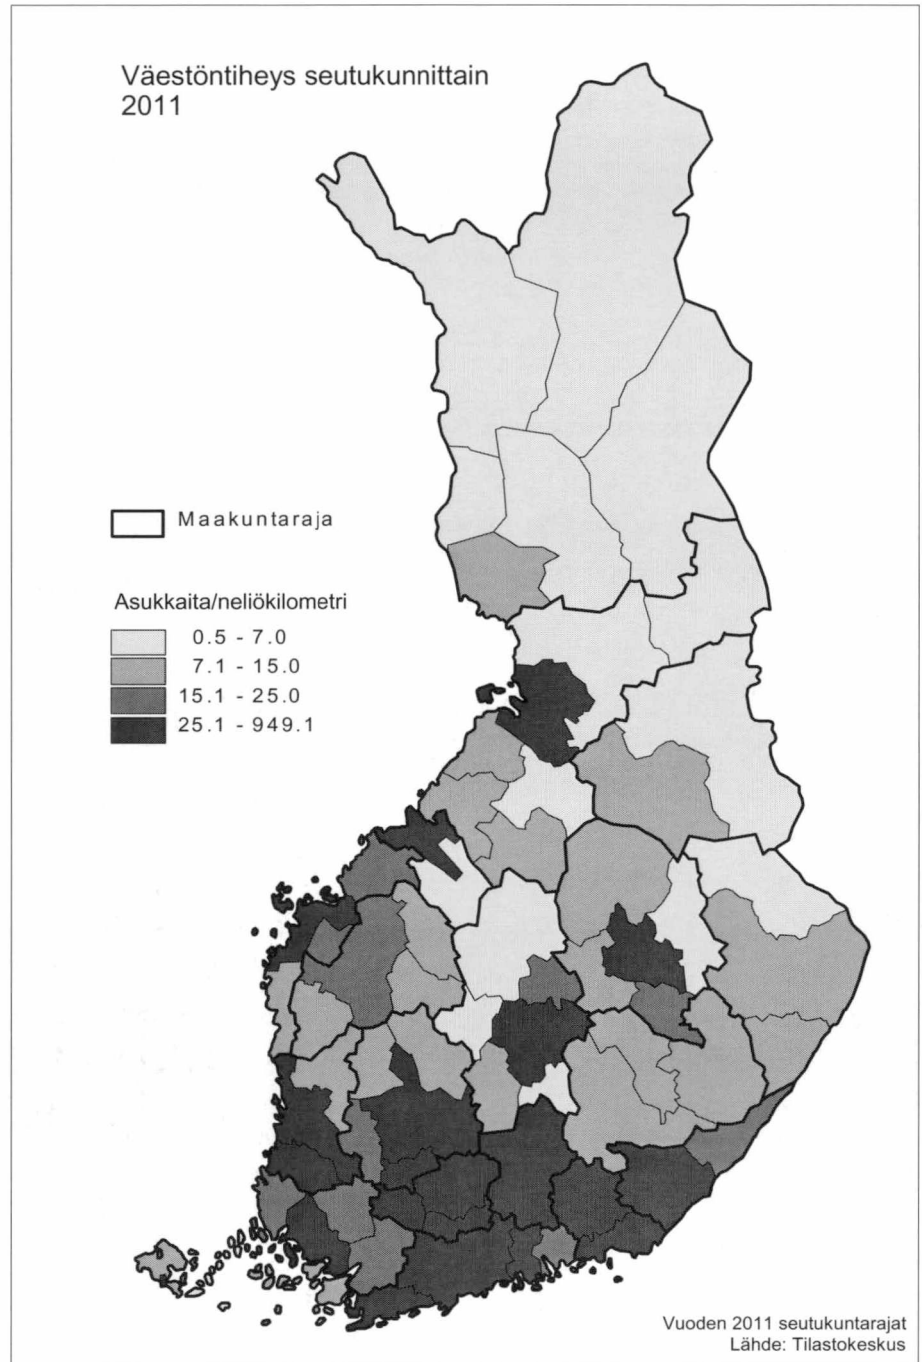 Väestöntiheys seutukunnittain
2011
Maakuntaraja
Asukkaita/neliökilometri
0.5 - 7.0
7.1 - 15.0
15.1 - 25.0
25.1 - 949.1
Vuoden 2011 seutukuntarajat
Lähde: Tilastokeskus